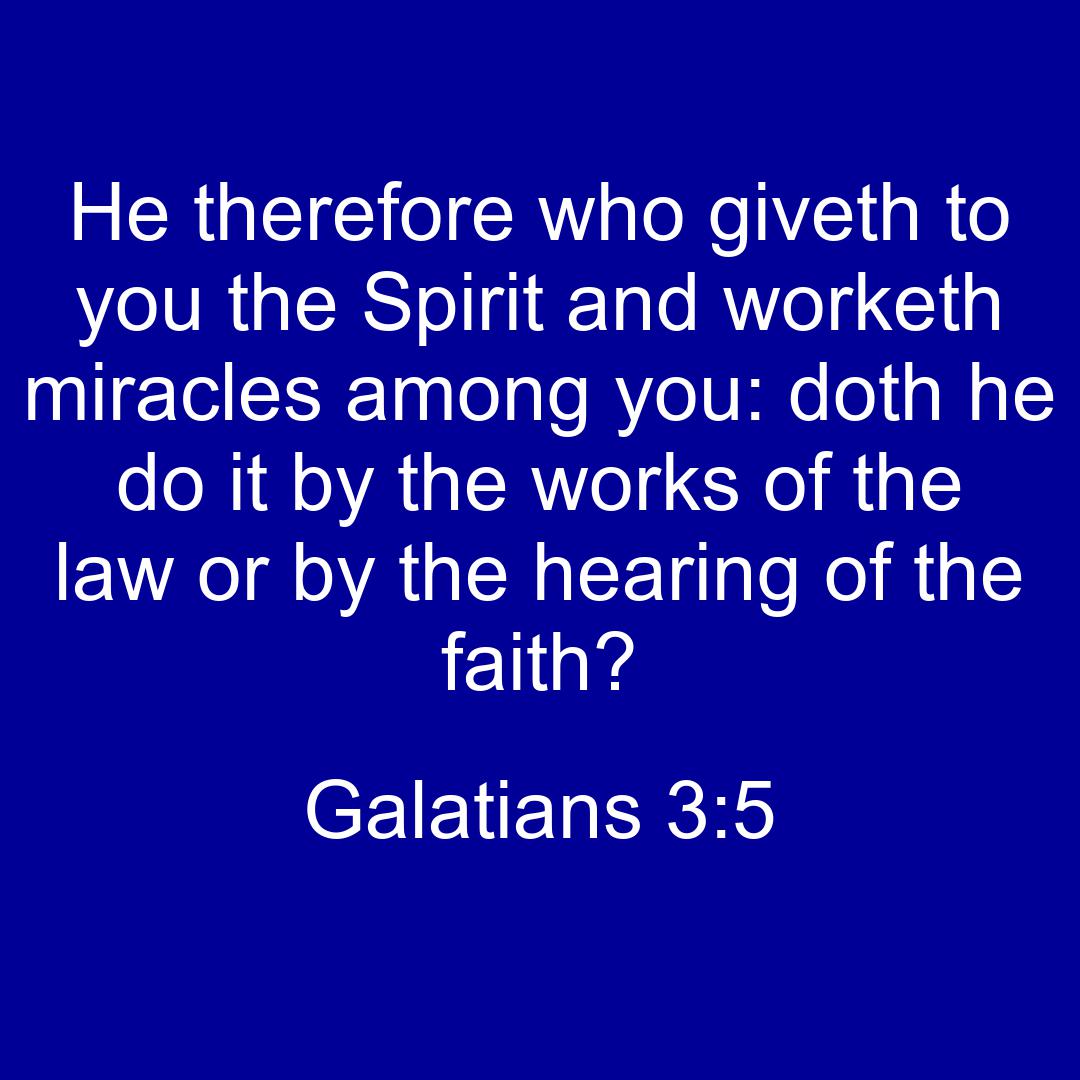 He therefore who giveth to
you the Spirit and worketh
miracles among you: doth he
do it by the works of the
law or by the hearing of the
faith?
Galatians 3:5